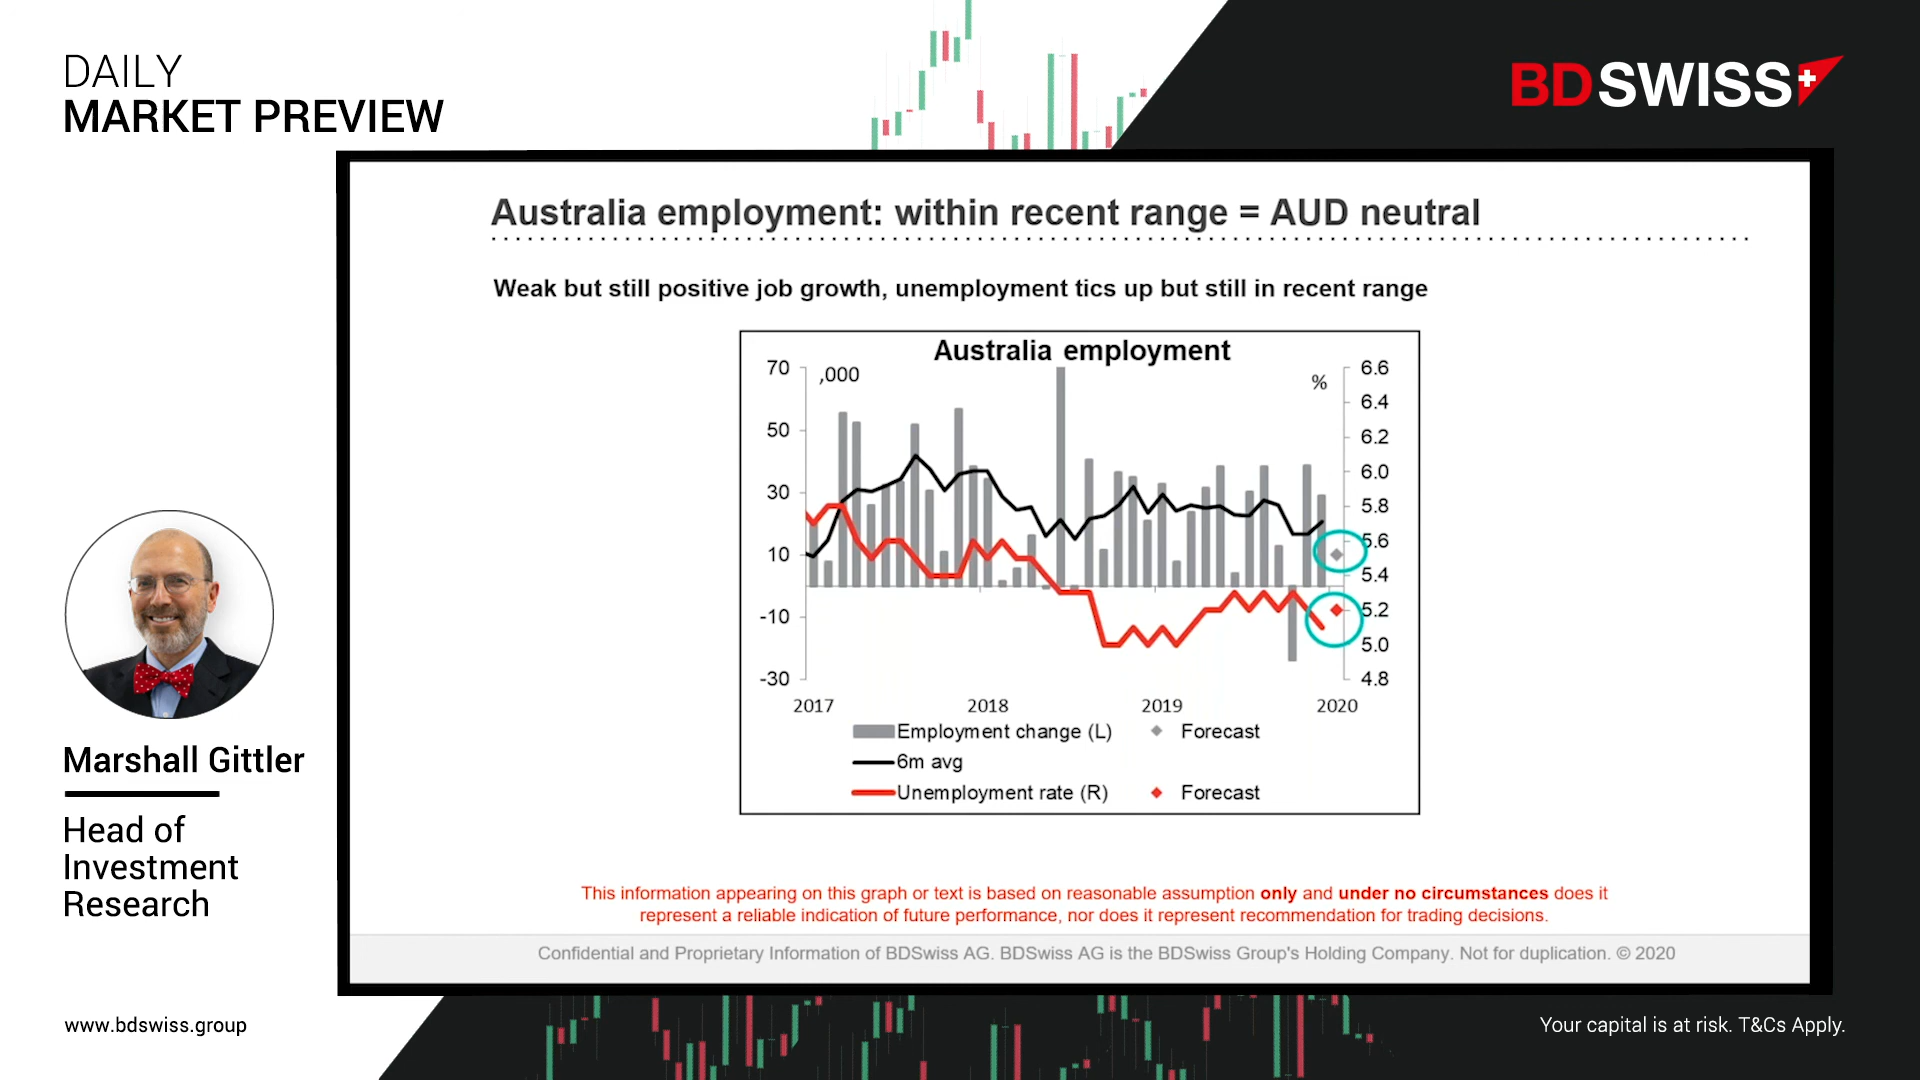 DAILY
MARKET PREVIEW
BDSWISS
Australia employment: within recent range = AUD neutral
Weak but still positive job growth, unemployment tics up but still in recent range
Australia employment
,000
%
70
50
30
10
-10
-30
6.6
6.4
6.2
6.0
5.8
5.6
5.4
5.2
5.0
4.8
2017 2018 2019 2020
Employment change (L) Forecast
6m avg
Unemployment rate (R) Forecast
This information appearing on this graph or text is based on reasonable assumption only and under no circumstances does it
represent a reliable indication of future performance, nor does it represent recommendation for trading decisions.
Confidential and Proprietary Information of BDSwiss AG. BDSwiss AG is the BDSwiss Group's Holding Company. Not for duplication. © 2020
Marshall Gittler
Head of
Investment
Research
www.bdswiss.group
Your capital is at risk. T&Cs Apply.